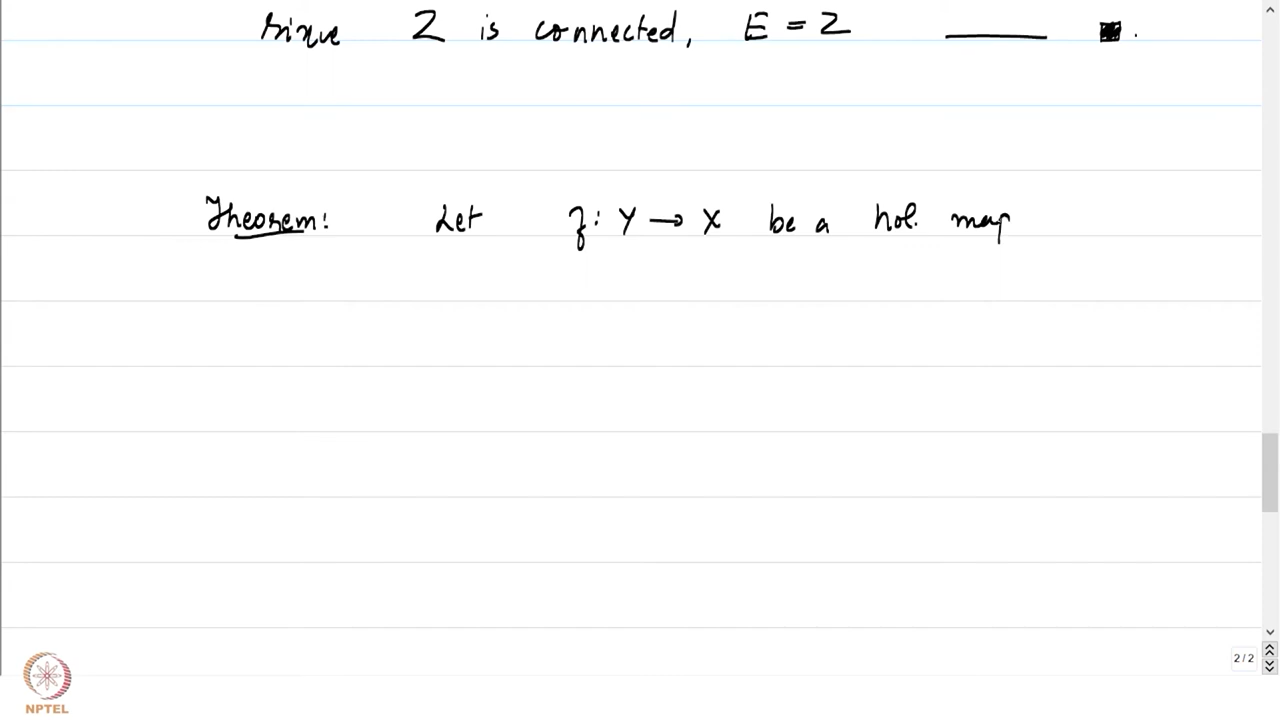 since Z is connected, E = Z ——— ■.
Theorem: Let f: Y → X be a hol. map
2 / 2
NPTEL